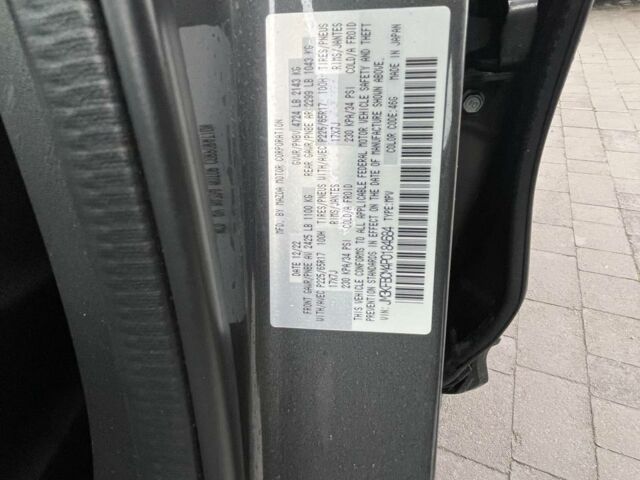 MFD. BY MAZDA MOTOR CORPORATION
DATE: 12/22 GVWR/PNBV 4724 LB 2143 KG
FRONT GAWR/PNBE AV 2425 LB 1100 KG REAR GAWR/PNBE AR 2299 LB 1043 KG
WITH/AVEC P225/65R17 100H TIRES/PNEUS WITH/AVEC P225/65R17 100H TIRES/PNEUS
17X7J RIMS/JANTES 17X7J RIMS/JANTES
230 KPA/34 PSI COLD/A FROID 230 KPA/34 PSI COLD/A FROID
THIS VEHICLE CONFORMS TO ALL APPLICABLE FEDERAL MOTOR VEHICLE SAFETY AND THEFT
PREVENTION STANDARDS IN EFFECT ON THE DATE OF MANUFACTURE SHOWN ABOVE.
VIN: TYPE:MPV COLOR CODE:46G MADE IN JAPAN